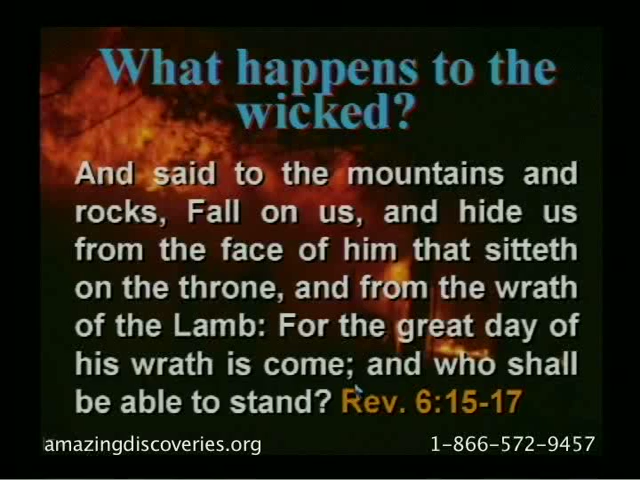 What happens to the
wicked?
And said to the mountains and
rocks, Fall on us, and hide us
from the face of him that sitteth
on the throne, and from the wrath
of the Lamb: For the great day of
his wrath is come; and who shall
be able to stand? Rev. 6:15-17
amazingdiscoveries.org 1-866-572-9457